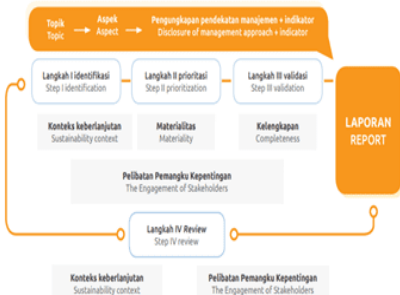 Topik
Topic
Aspek
Aspect
Pengungkapan pendekatan manajemen + indikator
Disclosure of management approach + indicator
Langkah I identifikasi
Step I identification
Langkah II prioritasi
Step II prioritization
Langkah III validasi
Step III validation
LAPORAN
REPORT
Konteks keberlanjutan
Sustainability context
Materialitas
Materiality
Kelengkapan
Completeness
Pelibatan Pemangku Kepentingan
The Engagement of Stakeholders
Langkah IV Review
Step IV review
Konteks keberlanjutan
Sustainability context
Pelibatan Pemangku Kepentingan
The Engagement of Stakeholders